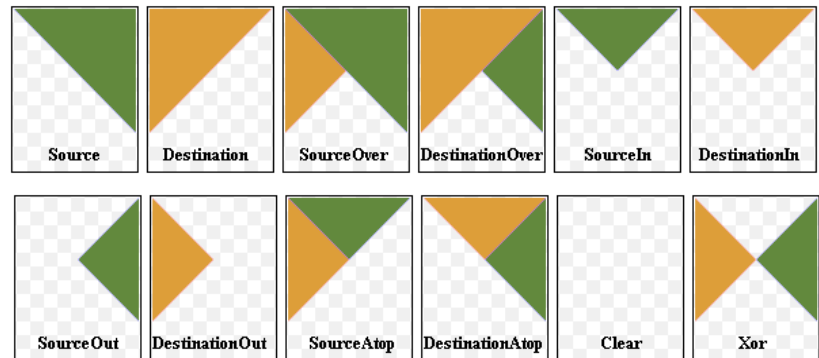 Source
Destination
SourceOver
DestinationOver
SourceIn
DestinationIn
SourceOut
DestinationOut
SourceAtop
DestinationAtop
Clear
Xor